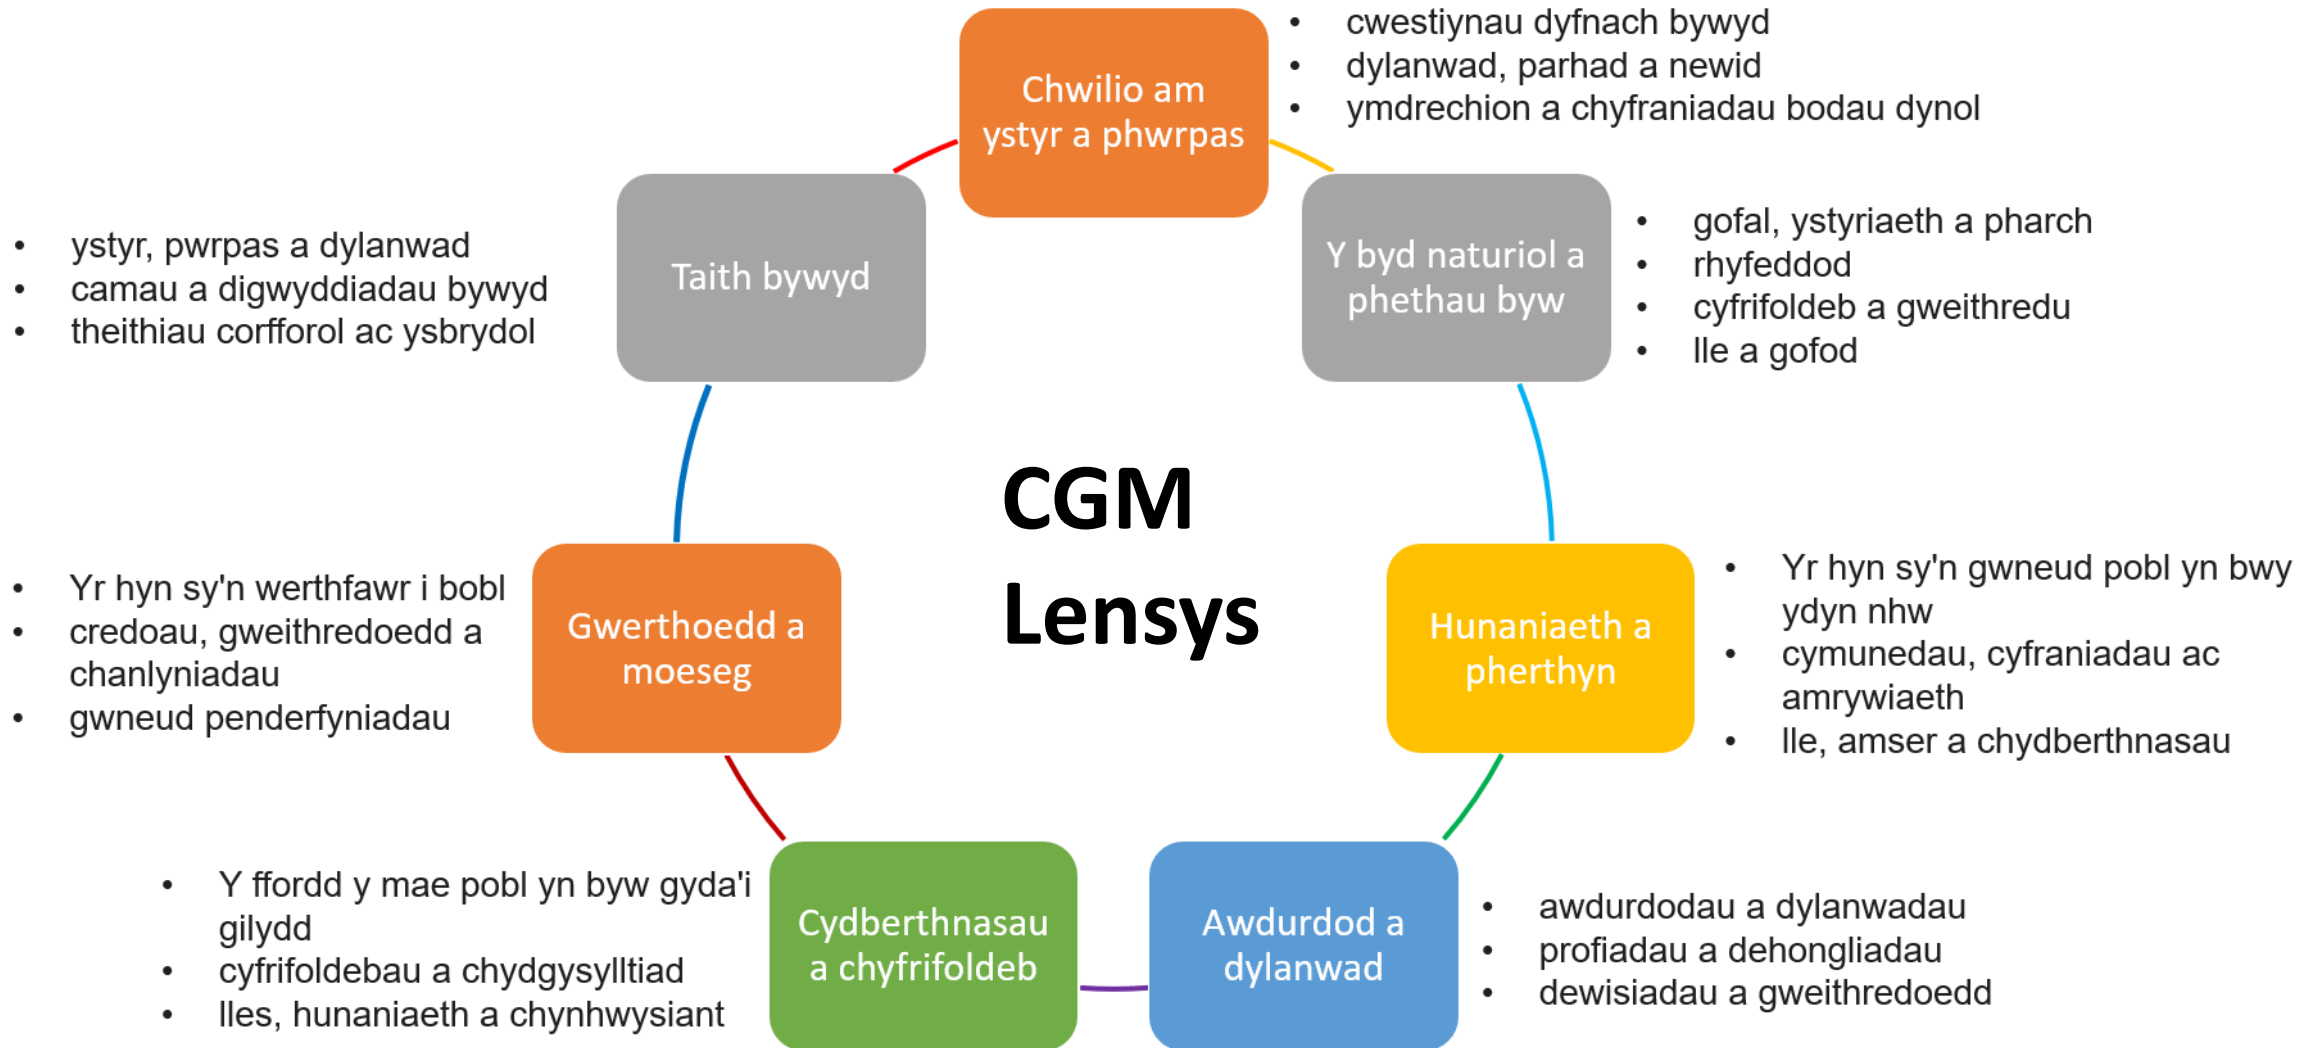 Chwilio am
ystyr a phwrpas
• cwestiynau dyfnach bywyd
• dylanwad, parhad a newid
• ymdrechion a chyfraniadau bodau dynol
Y byd naturiol a
phethau byw
• gofal, ystyriaeth a pharch
• rhyfeddod
• cyfrifoldeb a gweithredu
• lle a gofod
Hunaniaeth a
pherthyn
• Yr hyn sy'n gwneud pobl yn bwy
ydyn nhw
• cymunedau, cyfraniadau ac
amrywiaeth
• lle, amser a chydberthnasau
Awdurdod a
dylanwad
• awdurdodau a dylanwadau
• profiadau a dehongliadau
• dewisiadau a gweithredoedd
Cydberthnasau
a chyfrifoldeb
• Y ffordd y mae pobl yn byw gyda'i
gilydd
• cyfrifoldebau a chydgysylltiad
• lles, hunaniaeth a chynhwysiant
Gwerthoedd a
moeseg
• Yr hyn sy'n werthfawr i bobl
• credoau, gweithredoedd a
chanlyniadau
• gwneud penderfyniadau
Taith bywyd
• ystyr, pwrpas a dylanwad
• camau a digwyddiadau bywyd
• theithiau corfforol ac ysbrydol
CGM
Lensys